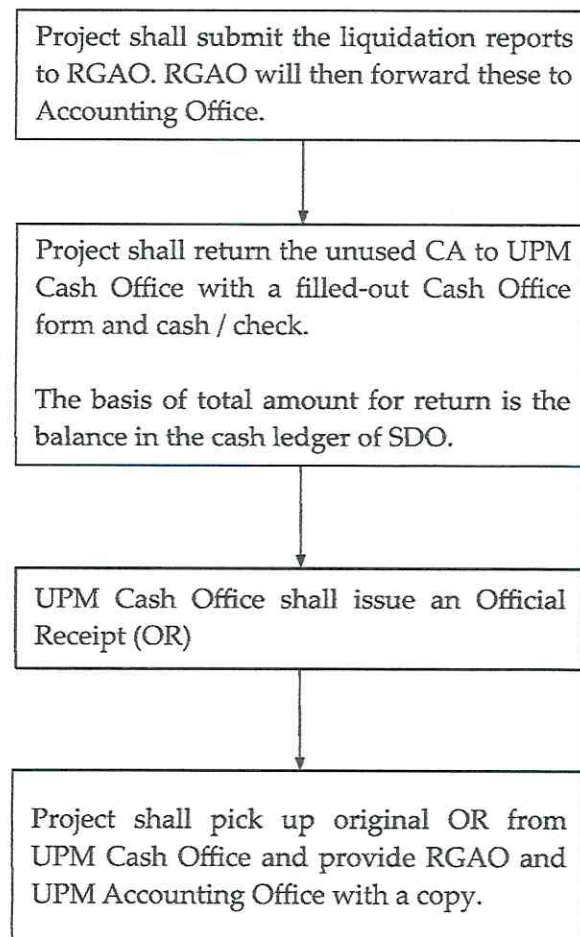 Project shall submit the liquidation reports
to RGAO. RGAO will then forward these to
Accounting Office.
Project shall return the unused CA to UPM
Cash Office with a filled-out Cash Office
form and cash / check.
The basis of total amount for return is the
balance in the cash ledger of SDO.
UPM Cash Office shall issue an Official
Receipt (OR)
Project shall pick up original OR from
UPM Cash Office and provide RGAO and
UPM Accounting Office with a copy.